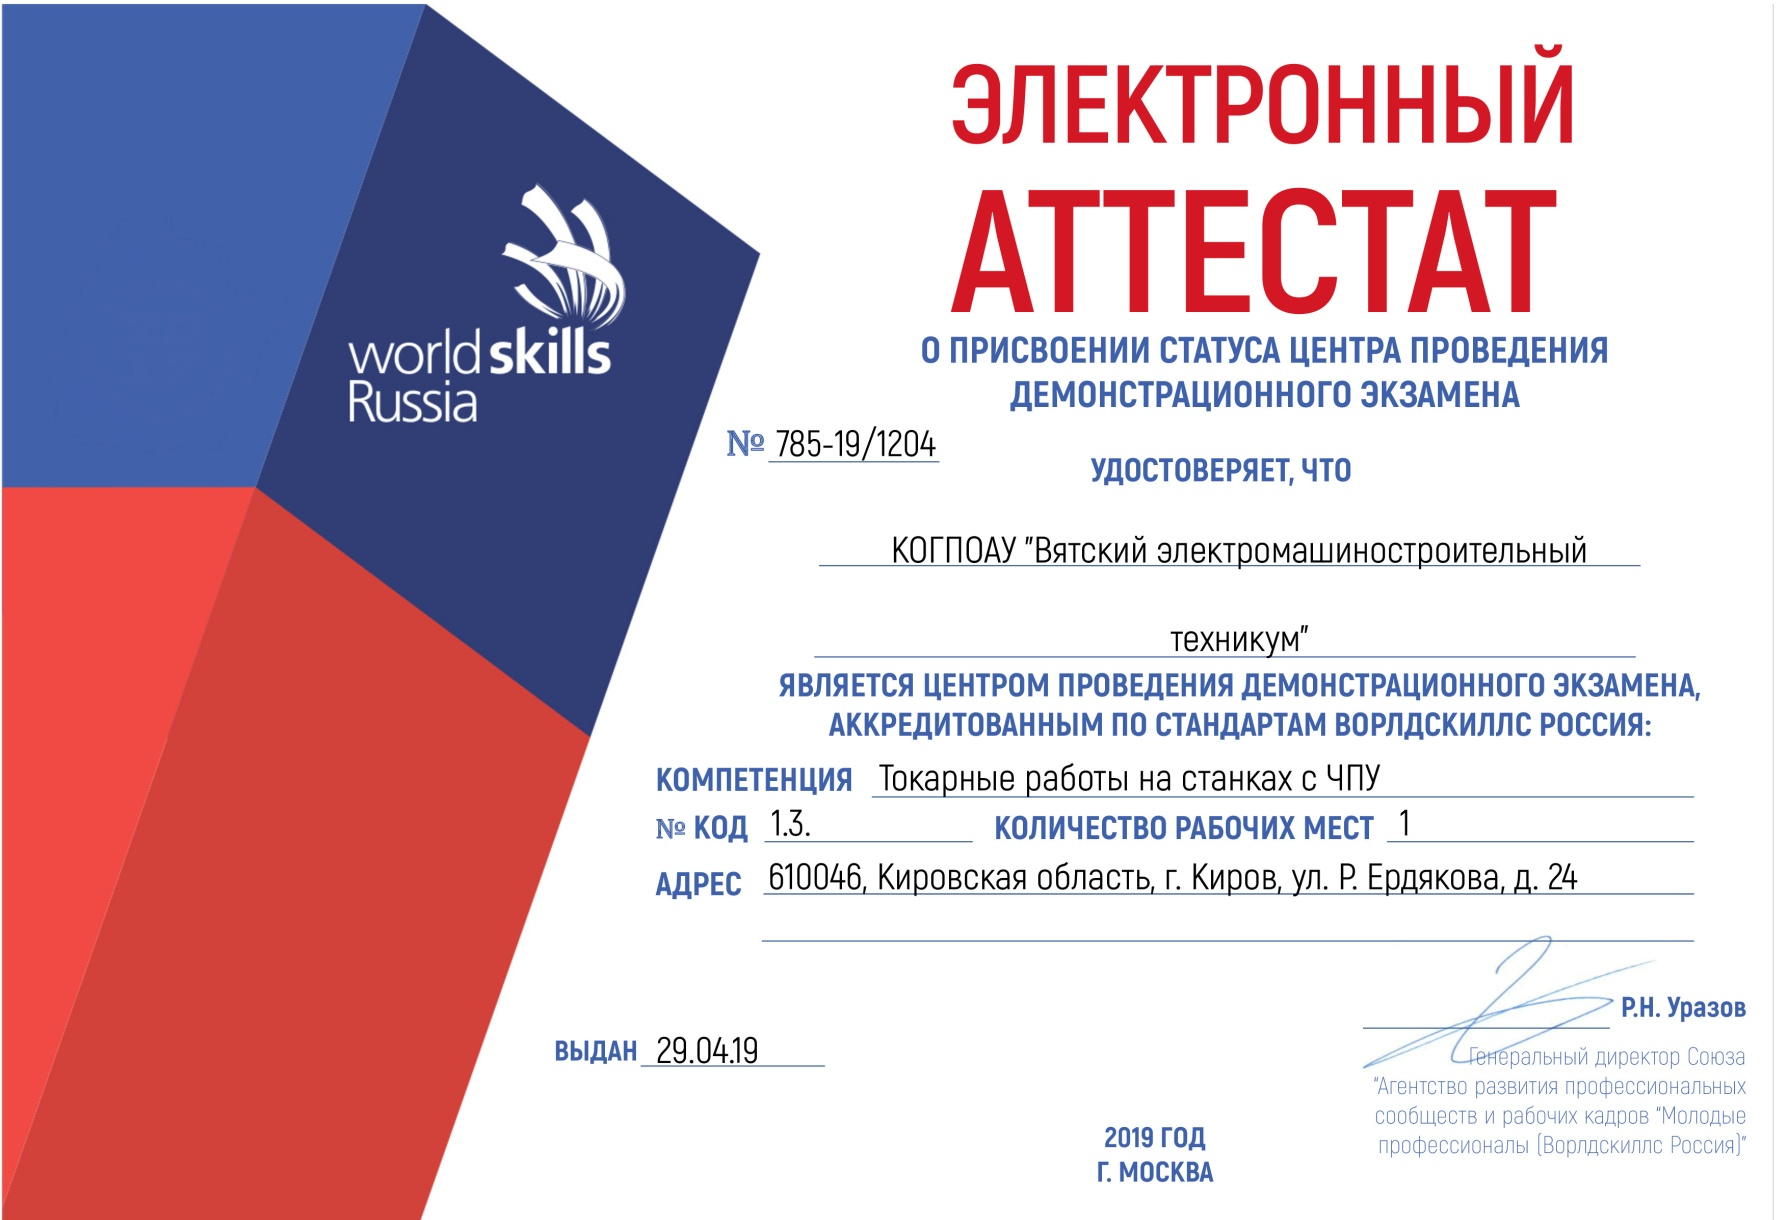 world skills
Russia
ЭЛЕКТРОННЫЙ
АТТЕСТАТ
О ПРИСВОЕНИИ СТАТУСА ЦЕНТРА ПРОВЕДЕНИЯ
ДЕМОНСТРАЦИОННОГО ЭКЗАМЕНА
№ 785-19/1204
УДОСТОВЕРЯЕТ, ЧТО
КОГПОАУ "Вятский электромашиностроительный
техникум"
ЯВЛЯЕТСЯ ЦЕНТРОМ ПРОВЕДЕНИЯ ДЕМОНСТРАЦИОННОГО ЭКЗАМЕНА,
АККРЕДИТОВАННЫМ ПО СТАНДАРТАМ ВОРЛДСКИЛЛС РОССИЯ:
КОМПЕТЕНЦИЯ Токарные работы на станках с ЧПУ
№ КОД 1.3. КОЛИЧЕСТВО РАБОЧИХ МЕСТ 1
АДРЕС 610046, Кировская область, г. Киров, ул. Р. Ердякова, д. 24
Р.Н. Уразов
ВЫДАН 29.04.19
Генеральный директор Союза
"Агентство развития профессиональных
сообществ и рабочих кадров "Молодые
профессионалы (Ворлдскиллс Россия)"
2019 ГОД
Г. МОСКВА